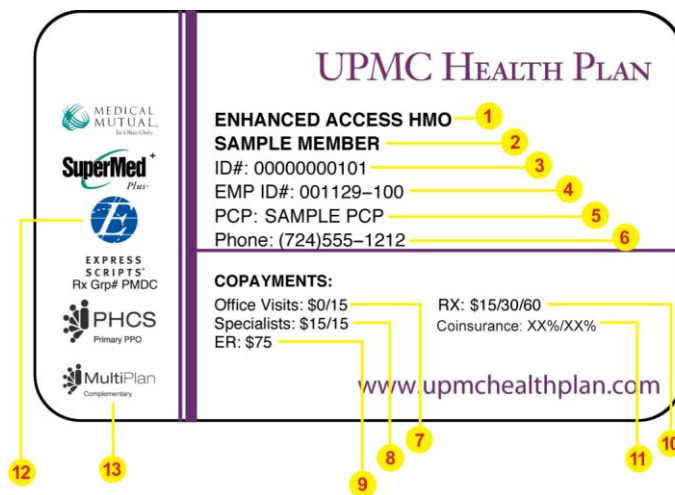 UPMC HEALTH PLAN
MEDICAL
MUTUAL
In Ohio Only
SuperMed+
Plus
E
EXPRESS
SCRIPTS®
Rx Grp# PMDC
PHCS
Primary PPO
MultiPlan
Complementary
ENHANCED ACCESS HMO 1
SAMPLE MEMBER 2
ID#: 00000000101 3
EMP ID#: 001129–100 4
PCP: SAMPLE PCP 5
Phone: (724)555–1212 6
COPAYMENTS:
Office Visits: $0/15 RX: $15/30/60
Specialists: $15/15 Coinsurance: XX%/XX%
ER: $75
www.upmchealthplan.com
12 13 9 8 7 11 10